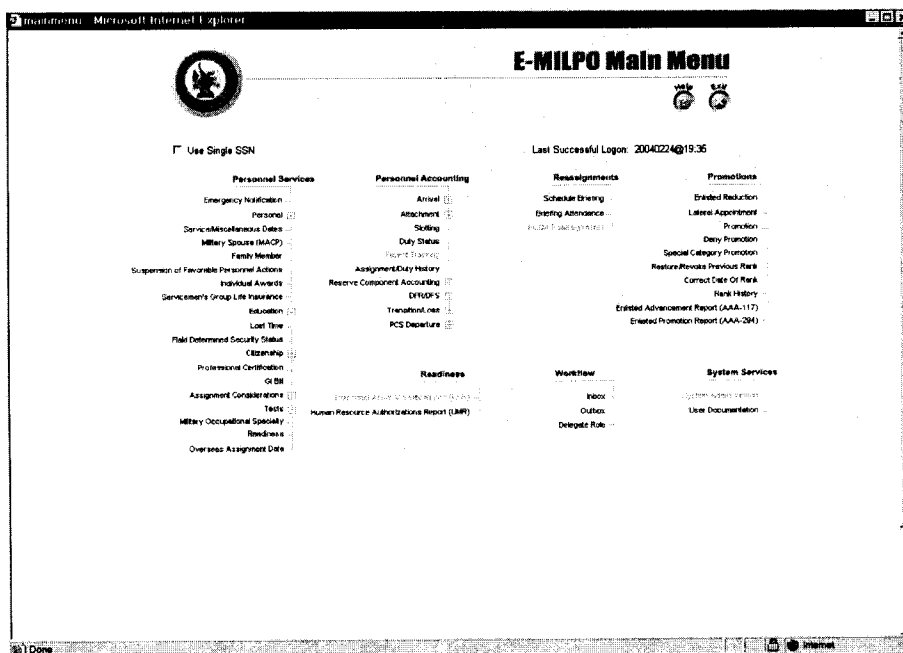 mainmenu - Microsoft Internet Explorer
E-MILPO Main Menu
Help Exit
Use Single SSN
Last Successful Logon: 20040224@19:36
Personnel Services
Emergency Notification
Personal
Service/Miscellaneous Dates
Military Spouse (MACP)
Family Member
Suspension of Favorable Personnel Actions
Individual Awards
Servicemen's Group Life Insurance
Education
Lost Time
Field Determined Security Status
Citizenship
Professional Certification
GI Bill
Assignment Considerations
Tests
Military Occupational Specialty
Readiness
Overseas Assignment Date
Personnel Accounting
Arrival
Attachment
Slotting
Duty Status
Assignment/Duty History
Reserve Component Accounting
DFR/DFS
Transition/Loss
PCS Departure
Reassignments
Schedule Briefing
Briefing Attendance
Promotions
Enlisted Reduction
Lateral Appointment
Promotion
Deny Promotion
Special Category Promotion
Restore/Revoke Previous Rank
Correct Date Of Rank
Rank History
Enlisted Advancement Report (AAA-117)
Enlisted Promotion Report (AAA-294)
Readiness
Human Resource Authorizations Report (UMR)
Workflow
Inbox
Outbox
Delegate Role
System Services
User Documentation
Done
Internet